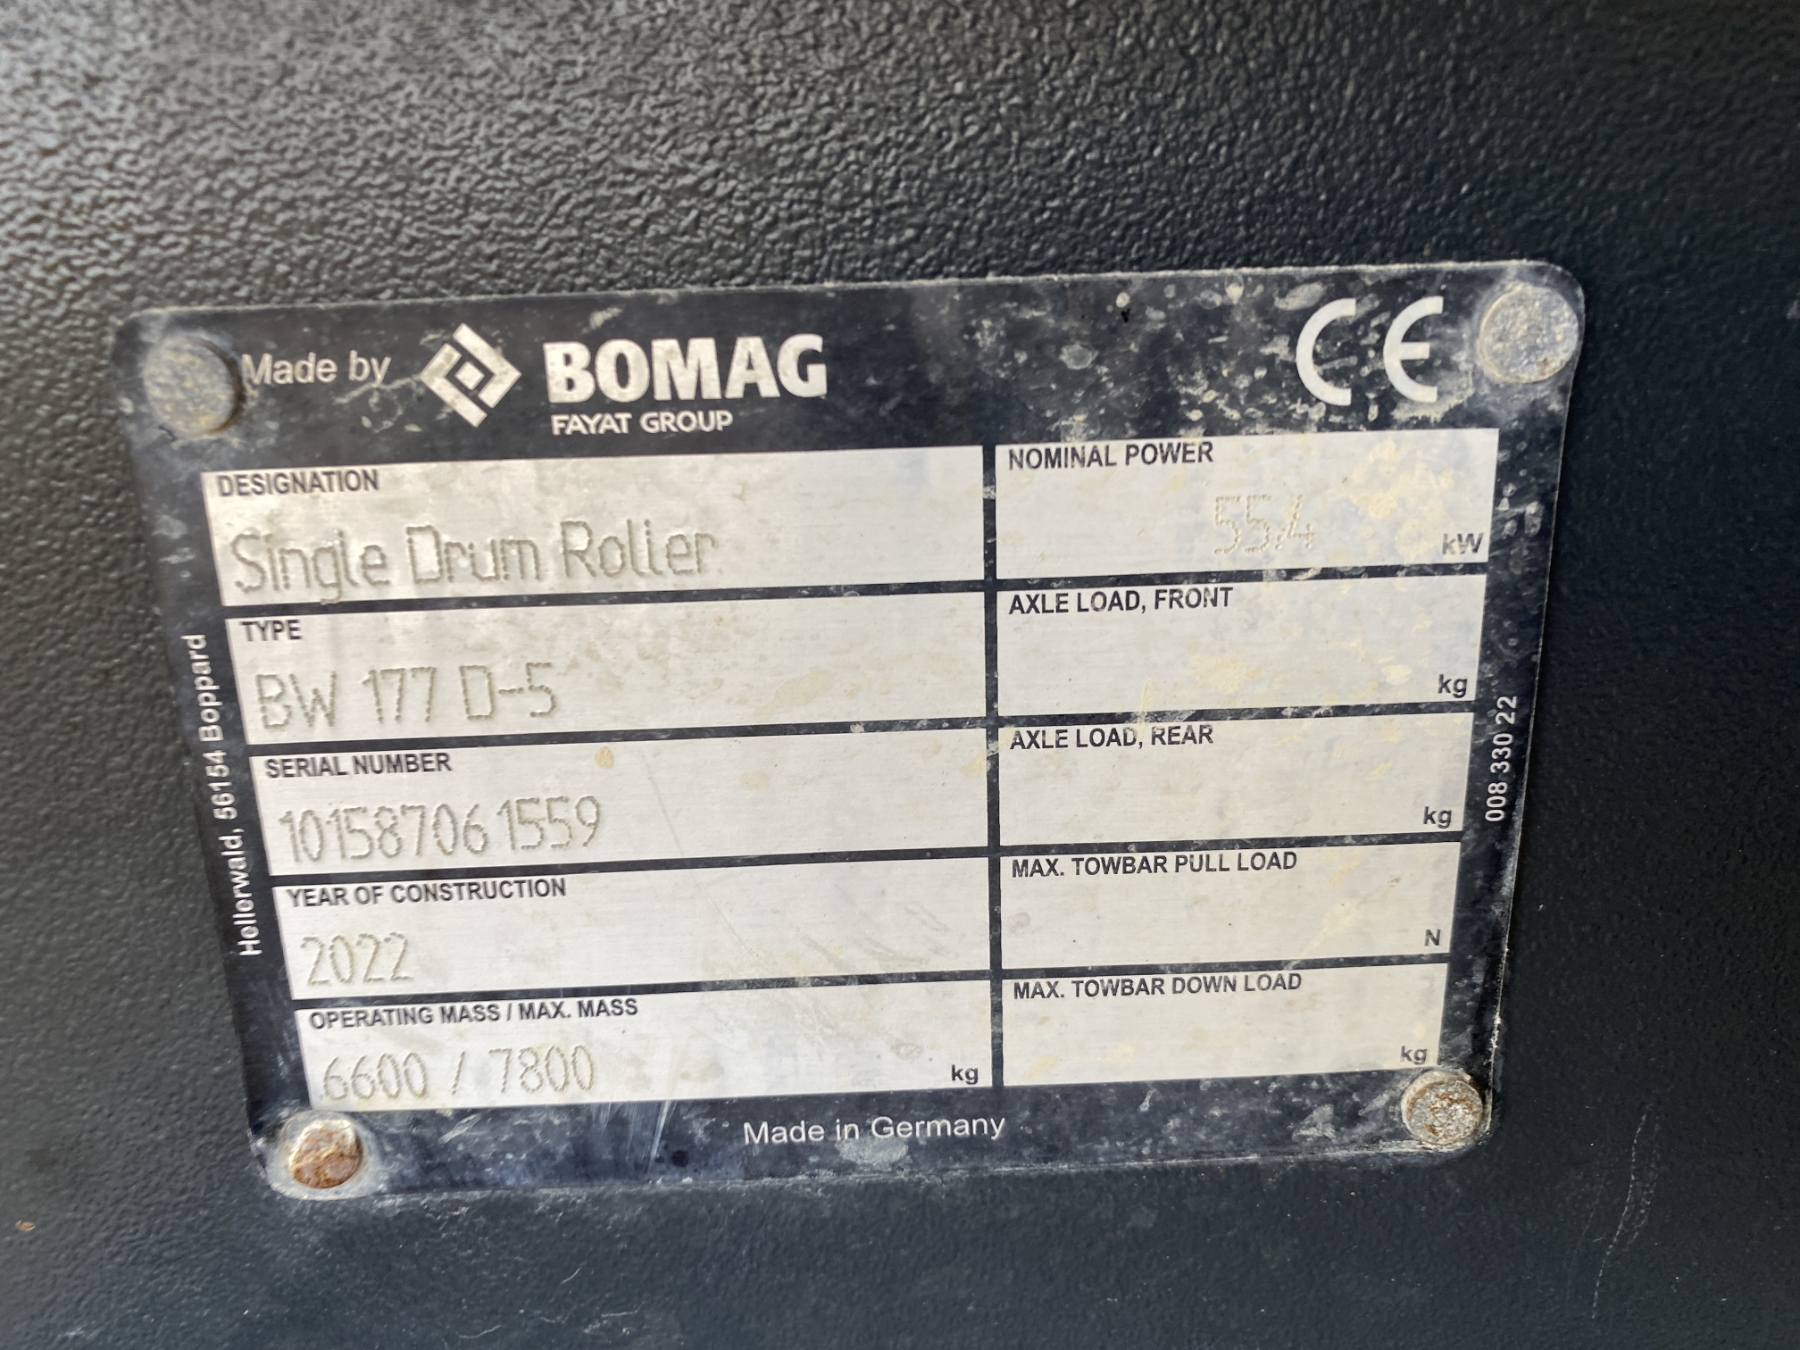 Made by BOMAG
FAYAT GROUP
CE
DESIGNATION
Single Drum Roller
NOMINAL POWER
55.4 kW
TYPE
BW 177 D-5
AXLE LOAD, FRONT
kg
SERIAL NUMBER
101587061559
AXLE LOAD, REAR
kg
YEAR OF CONSTRUCTION
2022
MAX. TOWBAR PULL LOAD
N
OPERATING MASS / MAX. MASS
6600 / 7800 kg
MAX. TOWBAR DOWN LOAD
kg
Made in Germany
Hellerwald, 56154 Boppard
008 330 22